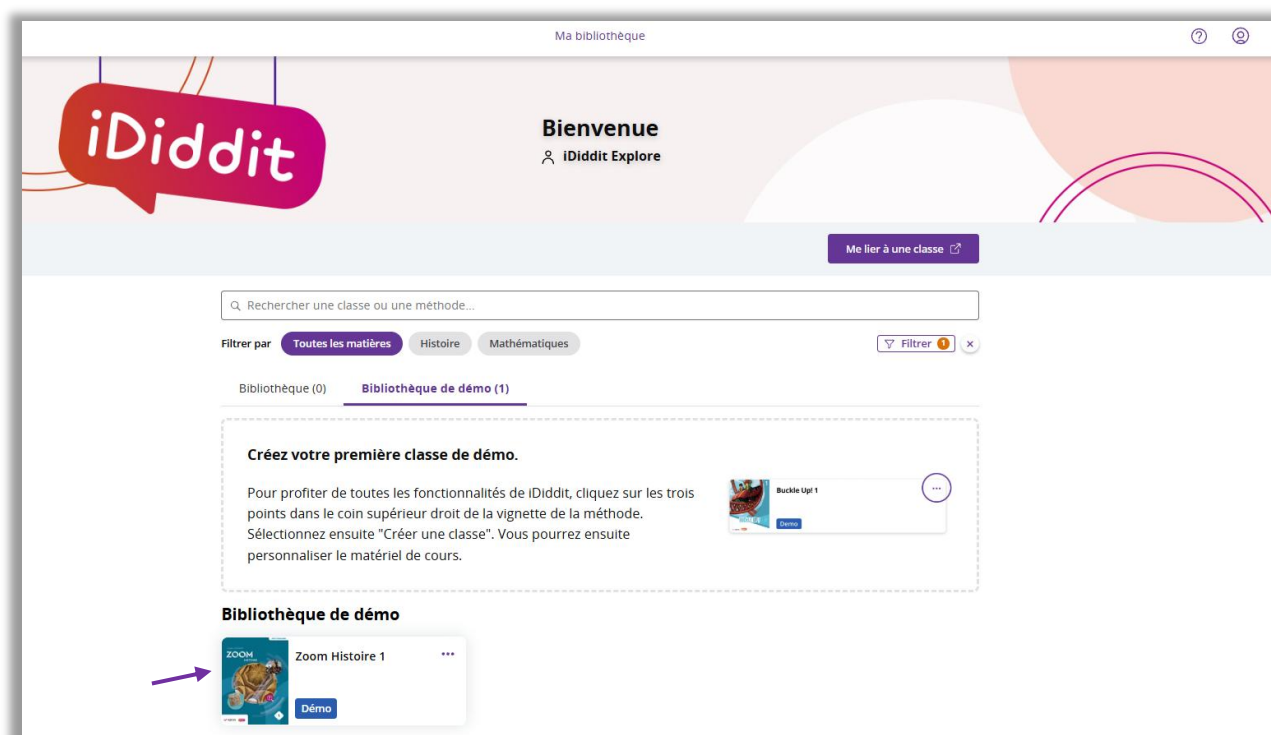 Ma bibliothèque
iDiddit
Bienvenue
iDiddit Explore
Me lier à une classe
Rechercher une classe ou une méthode...
Filtrer par Toutes les matières Histoire Mathématiques Filtrer 1
Bibliothèque (0) Bibliothèque de démo (1)
Créez votre première classe de démo.
Pour profiter de toutes les fonctionnalités de iDiddit, cliquez sur les trois
points dans le coin supérieur droit de la vignette de la méthode.
Sélectionnez ensuite "Créer une classe". Vous pourrez ensuite
personnaliser le matériel de cours.
Buckle Up! 1
Demo
Bibliothèque de démo
ZOOM
Zoom Histoire 1
Démo